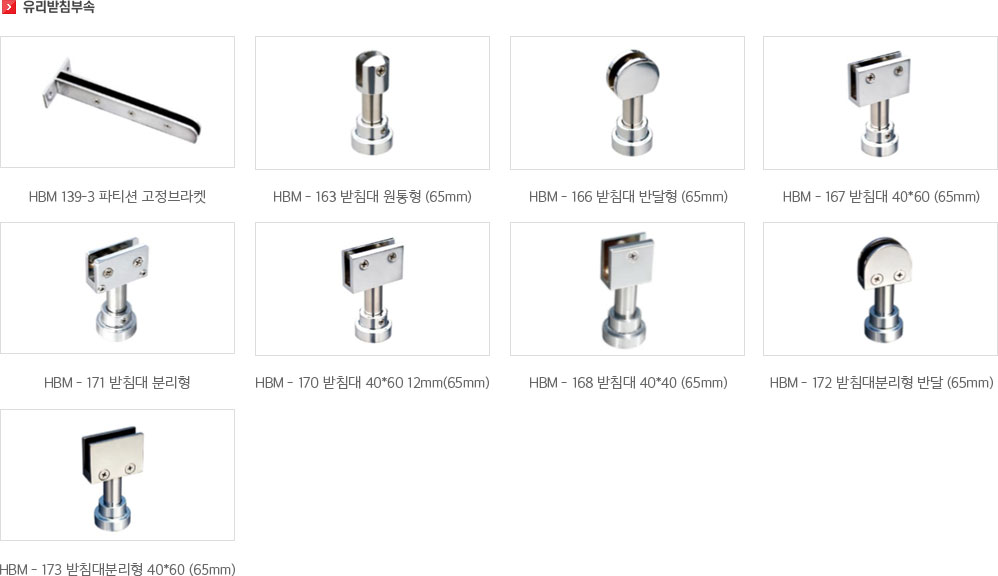 유리받침부속
HBM 139-3 파티션 고정브라켓
HBM - 163 받침대 원통형 (65mm)
HBM - 166 받침대 반달형 (65mm)
HBM - 167 받침대 40*60 (65mm)
HBM - 171 받침대 분리형
HBM - 170 받침대 40*60 12mm(65mm)
HBM - 168 받침대 40*40 (65mm)
HBM - 172 받침대분리형 반달 (65mm)
HBM - 173 받침대분리형 40*60 (65mm)